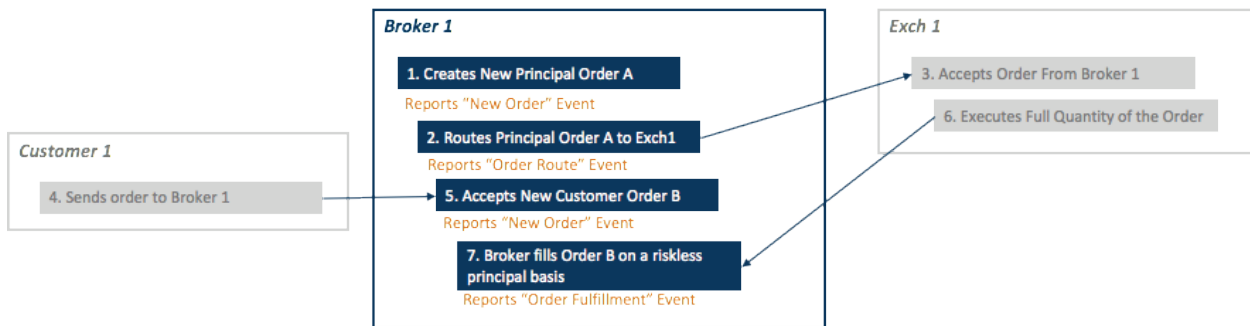 Broker 1
1. Creates New Principal Order A
Reports "New Order" Event
2. Routes Principal Order A to Exch1
Reports "Order Route" Event
Customer 1
4. Sends order to Broker 1
5. Accepts New Customer Order B
Reports "New Order" Event
7. Broker fills Order B on a riskless
principal basis
Reports "Order Fulfillment" Event
Exch 1
3. Accepts Order From Broker 1
6. Executes Full Quantity of the Order